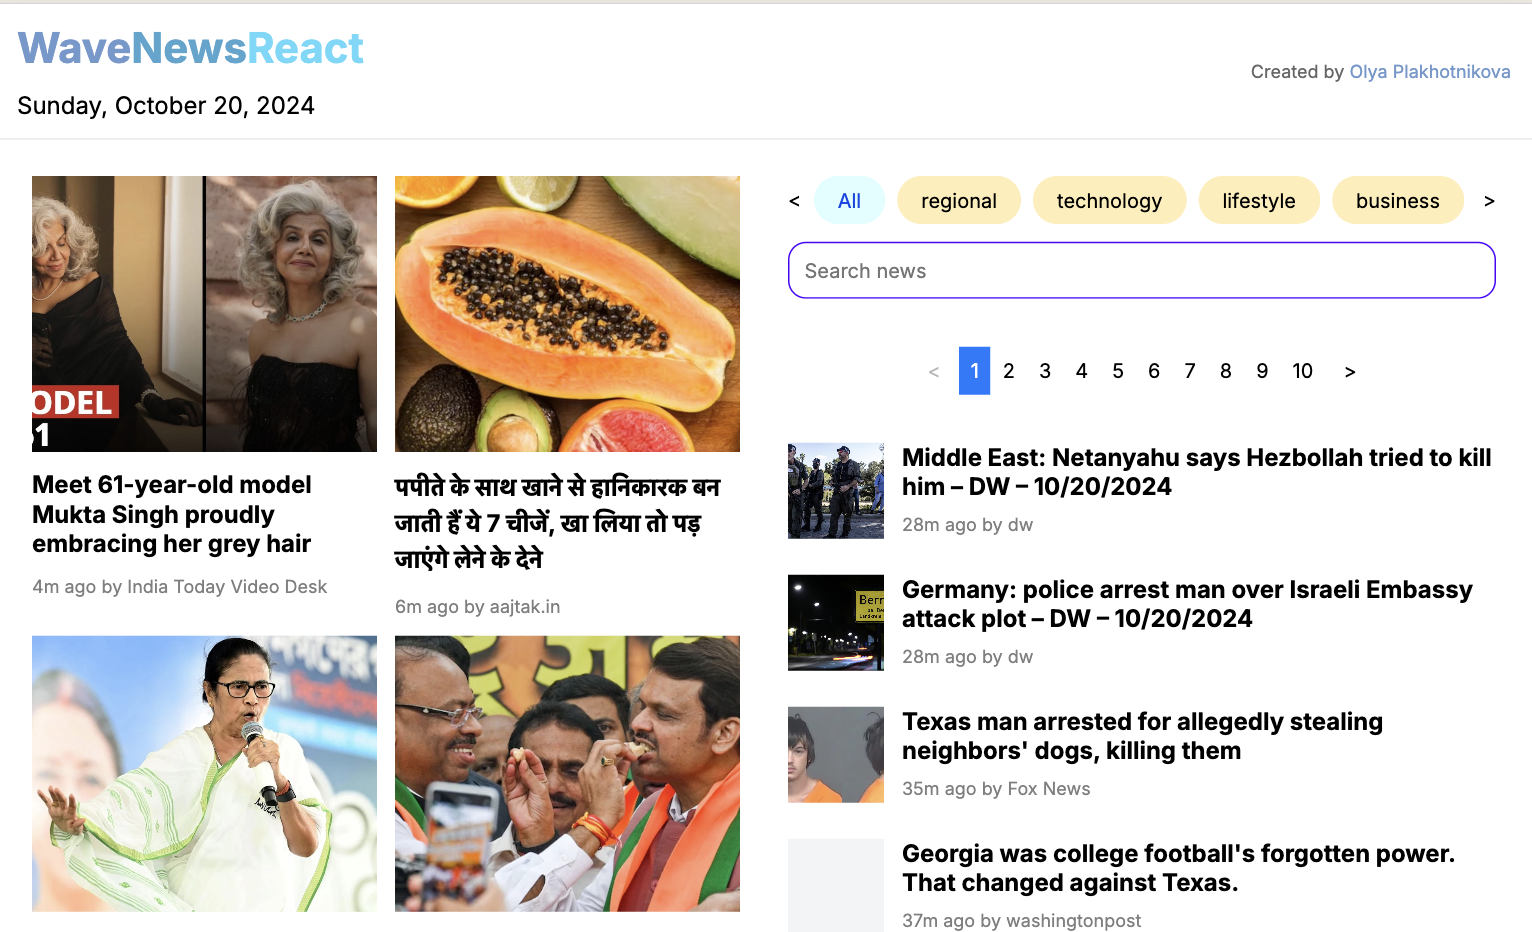 WaveNewsReact
Sunday, October 20, 2024
Created by Olya Plakhotnikova
ODEL
61
Meet 61-year-old model
Mukta Singh proudly
embracing her grey hair
4m ago by India Today Video Desk
पपीते के साथ खाने से हानिकारक बन
जाती हैं ये 7 चीजें, खा लिया तो पड़
जाएंगे लेने के देने
6m ago by aajtak.in
< All regional technology lifestyle business >
Search news
< 1 2 3 4 5 6 7 8 9 10 >
Middle East: Netanyahu says Hezbollah tried to kill
him – DW – 10/20/2024
28m ago by dw
Germany: police arrest man over Israeli Embassy
attack plot – DW – 10/20/2024
28m ago by dw
Texas man arrested for allegedly stealing
neighbors' dogs, killing them
35m ago by Fox News
Georgia was college football's forgotten power.
That changed against Texas.
37m ago by washingtonpost